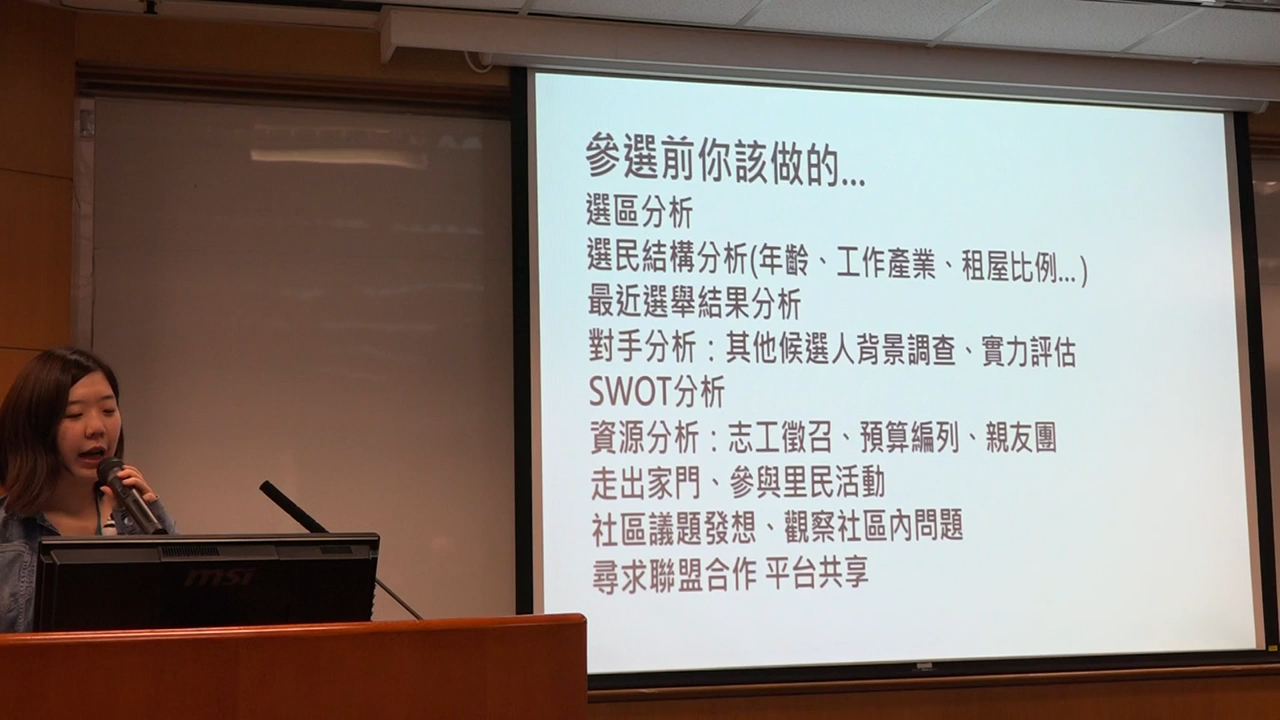 參選前你該做的...
選區分析
選民結構分析(年齡、工作產業、租屋比例...)
最近選舉結果分析
對手分析：其他候選人背景調查、實力評估
SWOT分析
資源分析：志工徵召、預算編列、親友團
走出家門、參與里民活動
社區議題發想、觀察社區內問題
尋求聯盟合作 平台共享
msi